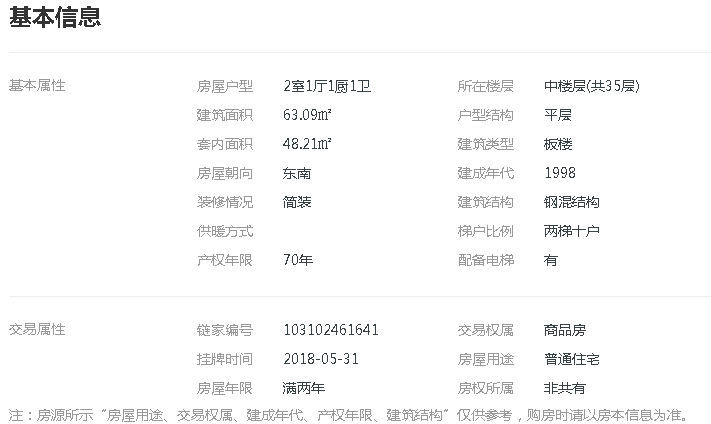 基本信息
基本属性 房屋户型 2室1厅1厨1卫 所在楼层 中楼层(共35层)
建筑面积 63.09㎡ 户型结构 平层
套内面积 48.21㎡ 建筑类型 板楼
房屋朝向 东南 建成年代 1998
装修情况 简装 建筑结构 钢混结构
供暖方式 梯户比例 两梯十户
产权年限 70年 配备电梯 有
交易属性 链家编号 103102461641 交易权属 商品房
挂牌时间 2018-05-31 房屋用途 普通住宅
房屋年限 满两年 房权所属 非共有
注：房源所示“房屋用途、交易权属、建成年代、产权年限、建筑结构”仅供参考，购房时请以房本信息为准。